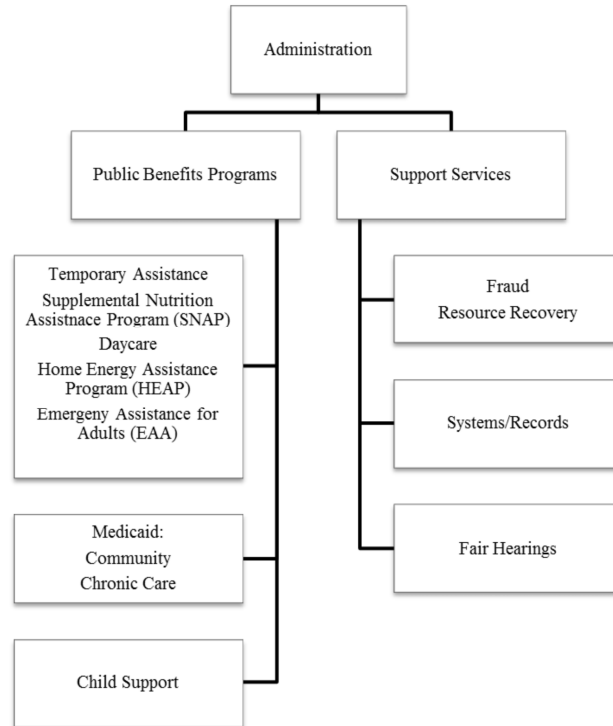 Administration
Public Benefits Programs
Support Services
Temporary Assistance
Supplemental Nutrition
Assistnace Program (SNAP)
Daycare
Home Energy Assistance
Program (HEAP)
Emergeny Assistance for
Adults (EAA)
Medicaid:
Community
Chronic Care
Child Support
Fraud
Resource Recovery
Systems/Records
Fair Hearings